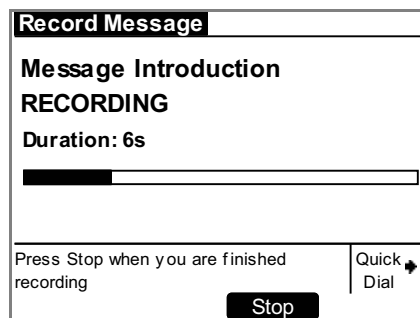 Record Message
Message Introduction
RECORDING
Duration: 6s
Press Stop when you are finished
recording
Quick
Dial
Stop